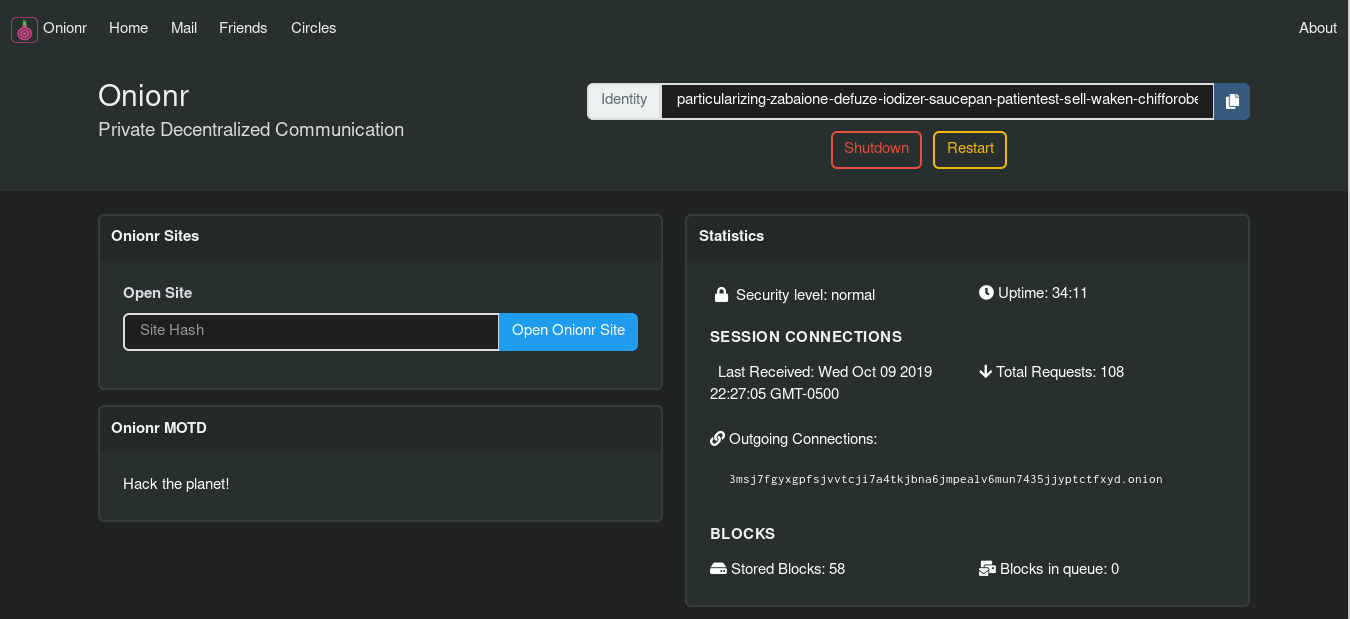 Onionr Home Mail Friends Circles About
Onionr
Private Decentralized Communication
Identity particularizing-zabaione-defuze-iodizer-saucepan-patientest-sell-waken-chifforobe
Shutdown Restart
Onionr Sites
Open Site
Site Hash Open Onionr Site
Onionr MOTD
Hack the planet!
Statistics
Security level: normal Uptime: 34:11
SESSION CONNECTIONS
Last Received: Wed Oct 09 2019 Total Requests: 108
22:27:05 GMT-0500
Outgoing Connections:
3msj7fgyxgpfsjvvtcji7a4tkjbna6jmpealv6mun7435jjyptctfxyd.onion
BLOCKS
Stored Blocks: 58 Blocks in queue: 0